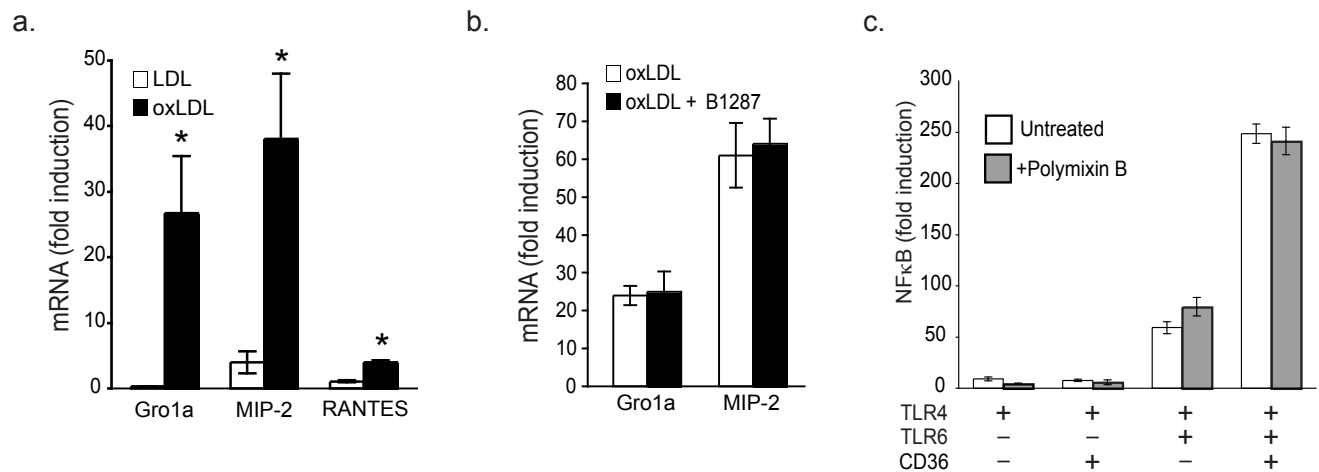 a.
mRNA (fold induction)
50
40
30
20
10
0
LDL
oxLDL
*
*
*
Gro1a MIP-2 RANTES
b.
mRNA (fold induction)
80
70
60
50
40
30
20
10
0
oxLDL
oxLDL + B1287
Gro1a MIP-2
c.
NFκB (fold induction)
300
250
200
150
100
50
0
Untreated
+Polymixin B
TLR4 + + + +
TLR6 – – + +
CD36 – + – +